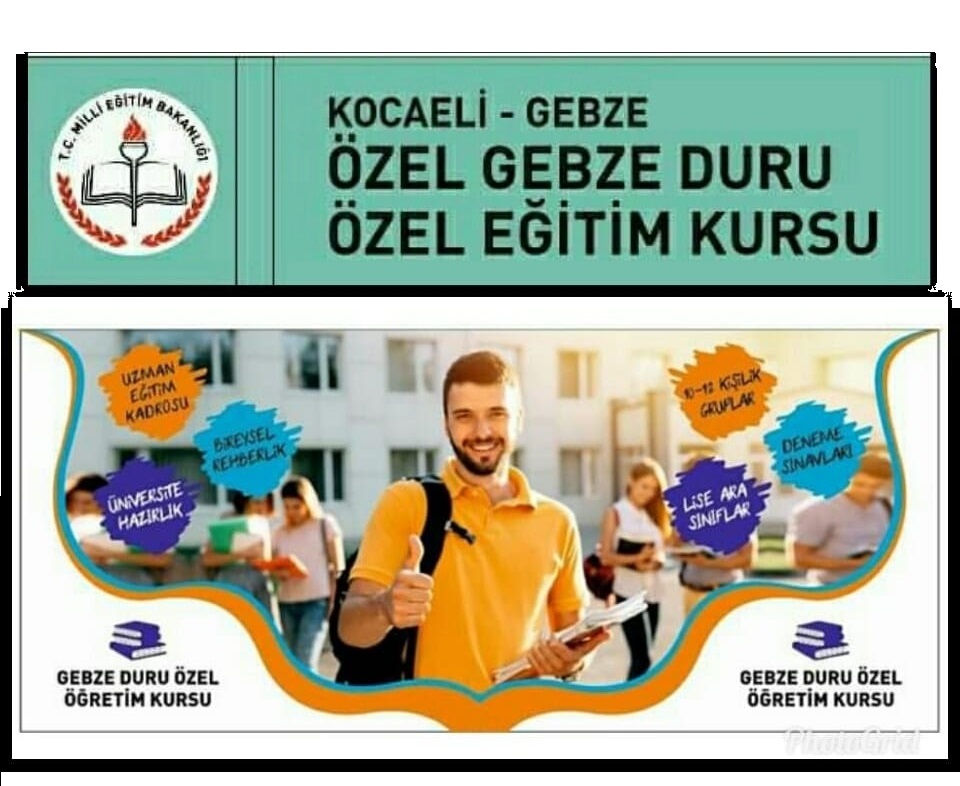 T.C. MİLLÎ EĞİTİM BAKANLIĞI
KOCAELİ - GEBZE
ÖZEL GEBZE DURU
ÖZEL EĞİTİM KURSU
UZMAN
EĞİTİM
KADROSU
BİREYSEL
REHBERLİK
ÜNİVERSİTE
HAZIRLIK
10-12 KİŞİLİK
GRUPLAR
DENEME
SINAVLARI
LİSE ARA
SINIFLAR
GEBZE DURU ÖZEL
ÖĞRETİM KURSU
GEBZE DURU ÖZEL
ÖĞRETİM KURSU
PhotoGrid